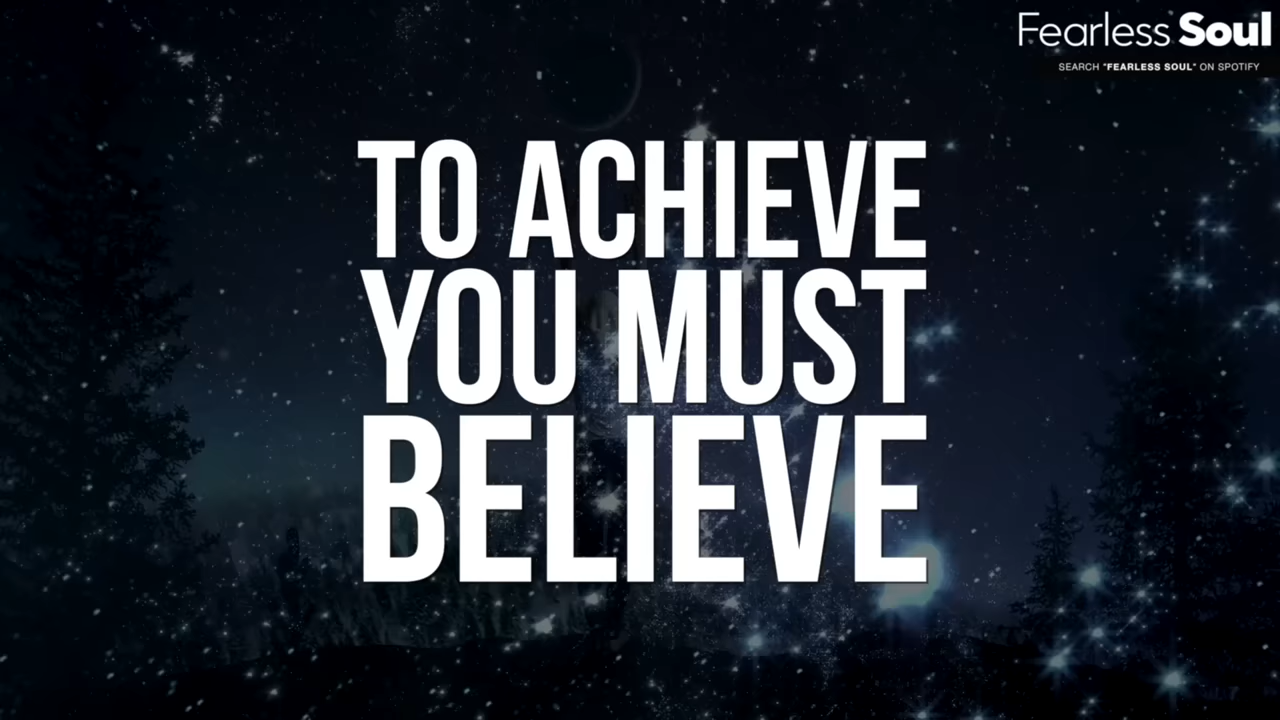 Fearless Soul
SEARCH "FEARLESS SOUL" ON SPOTIFY
TO ACHIEVE
YOU MUST
BELIEVE